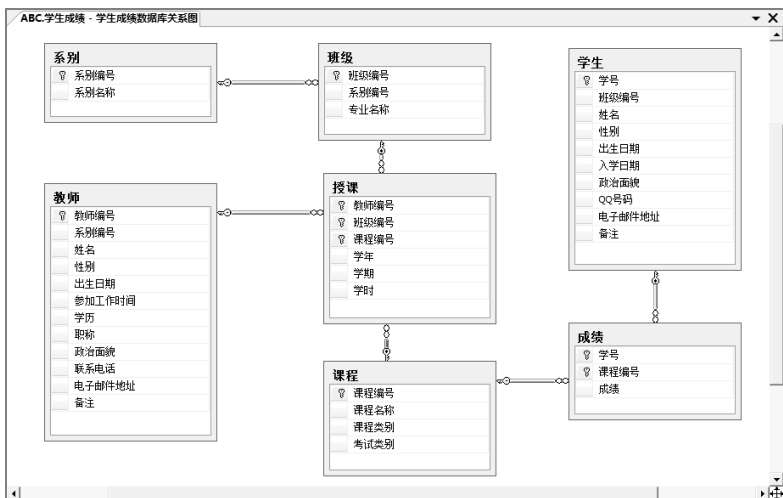 ABC.学生成绩 - 学生成绩数据库关系图
系别
系别编号
系别名称
班级
班级编号
系别编号
专业名称
学生
学号
班级编号
姓名
性别
出生日期
入学日期
政治面貌
QQ号码
电子邮件地址
备注
教师
教师编号
系别编号
姓名
性别
出生日期
参加工作时间
学历
职称
政治面貌
联系电话
电子邮件地址
备注
授课
教师编号
班级编号
课程编号
学年
学期
学时
课程
课程编号
课程名称
课程类别
考试类别
成绩
学号
课程编号
成绩